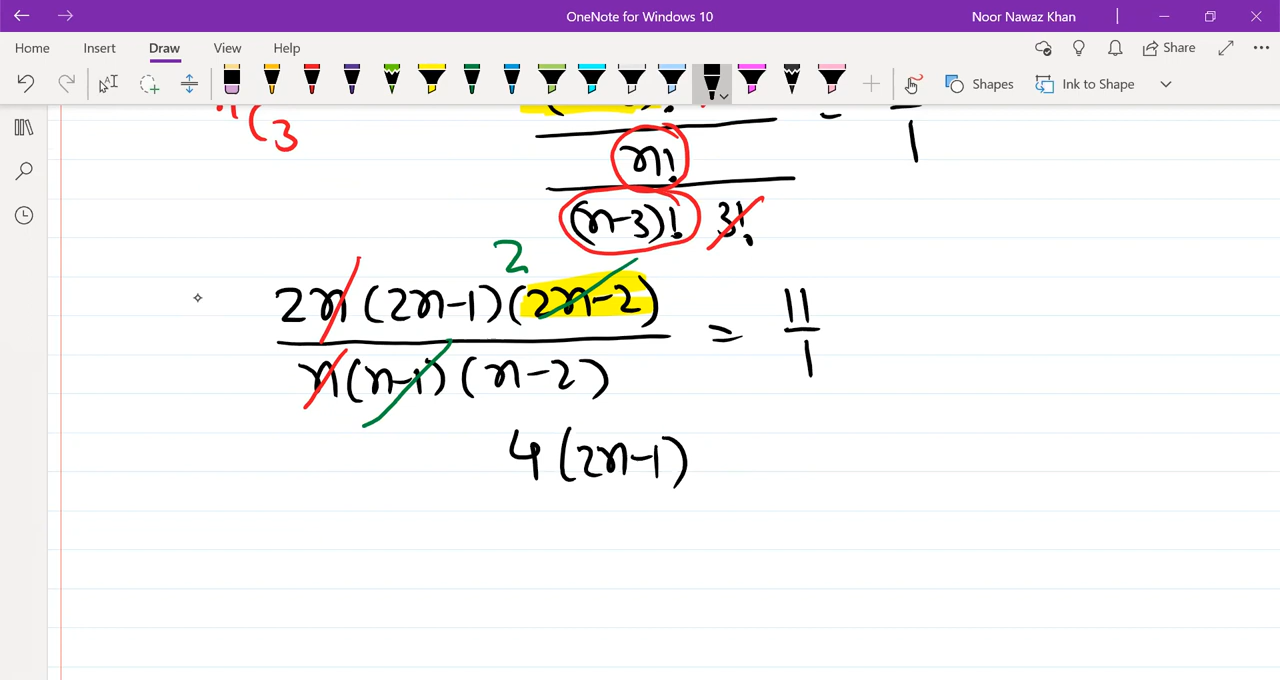 OneNote for Windows 10
Noor Nawaz Khan
Home Insert Draw View Help
Share
Shapes
Ink to Shape
(3
= 1
n!
(n-3)! 3!
2
2n(2n-1)(2n-2) = 11
n(n-1)(n-2) 1
4(2n-1)